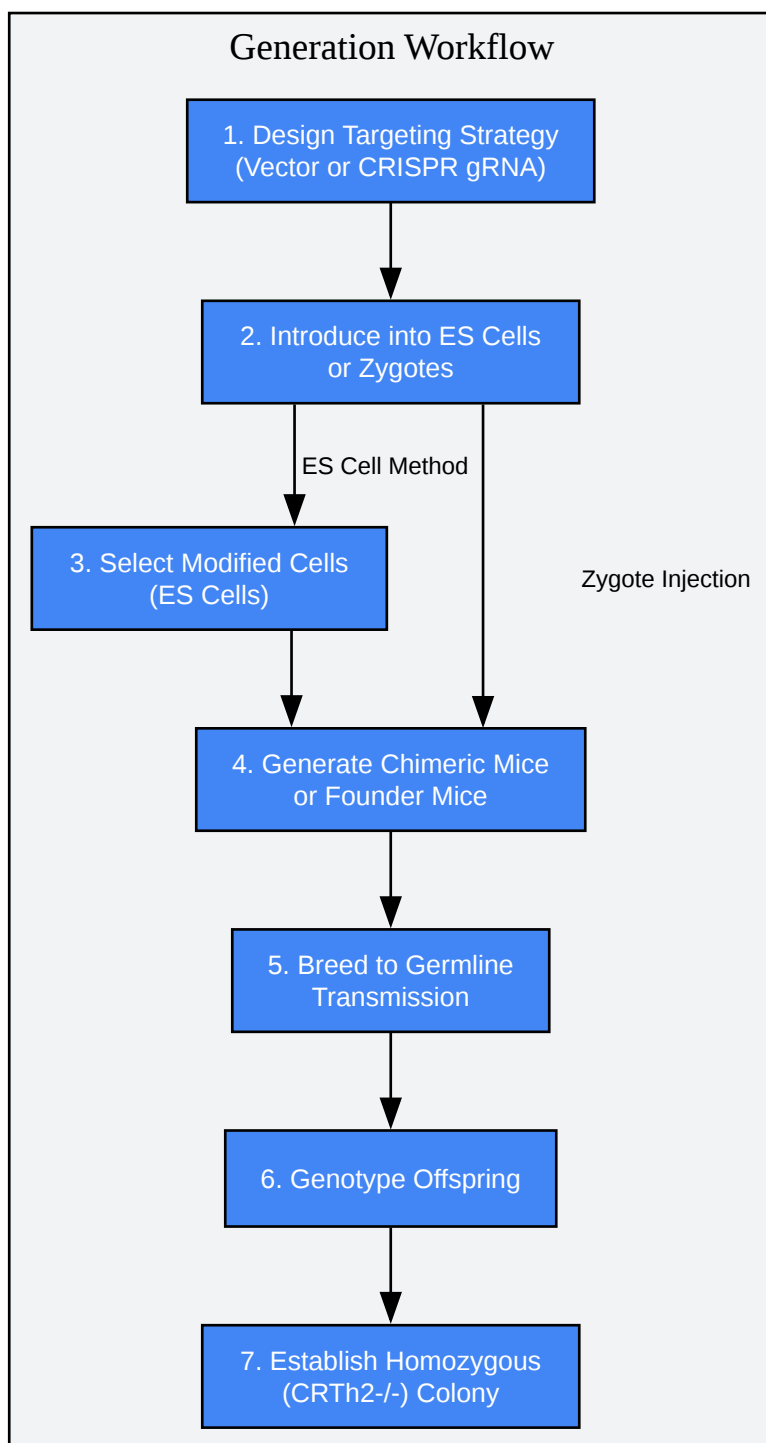 Generation Workflow
1. Design Targeting Strategy
(Vector or CRISPR gRNA)
2. Introduce into ES Cells
or Zygotes
ES Cell Method
3. Select Modified Cells
(ES Cells)
Zygote Injection
4. Generate Chimeric Mice
or Founder Mice
5. Breed to Germline
Transmission
6. Genotype Offspring
7. Establish Homozygous
(CRTh2-/-) Colony